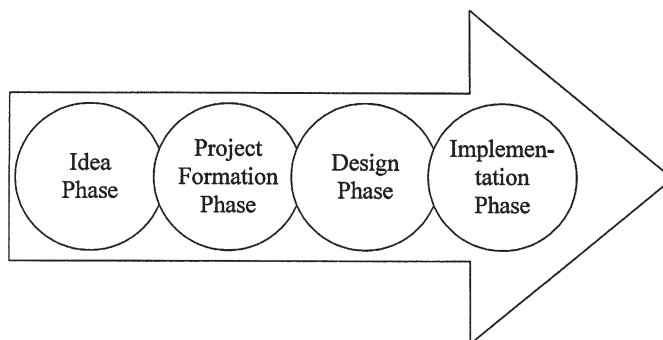 Idea
Phase
Project
Formation
Phase
Design
Phase
Implemen-
tation
Phase